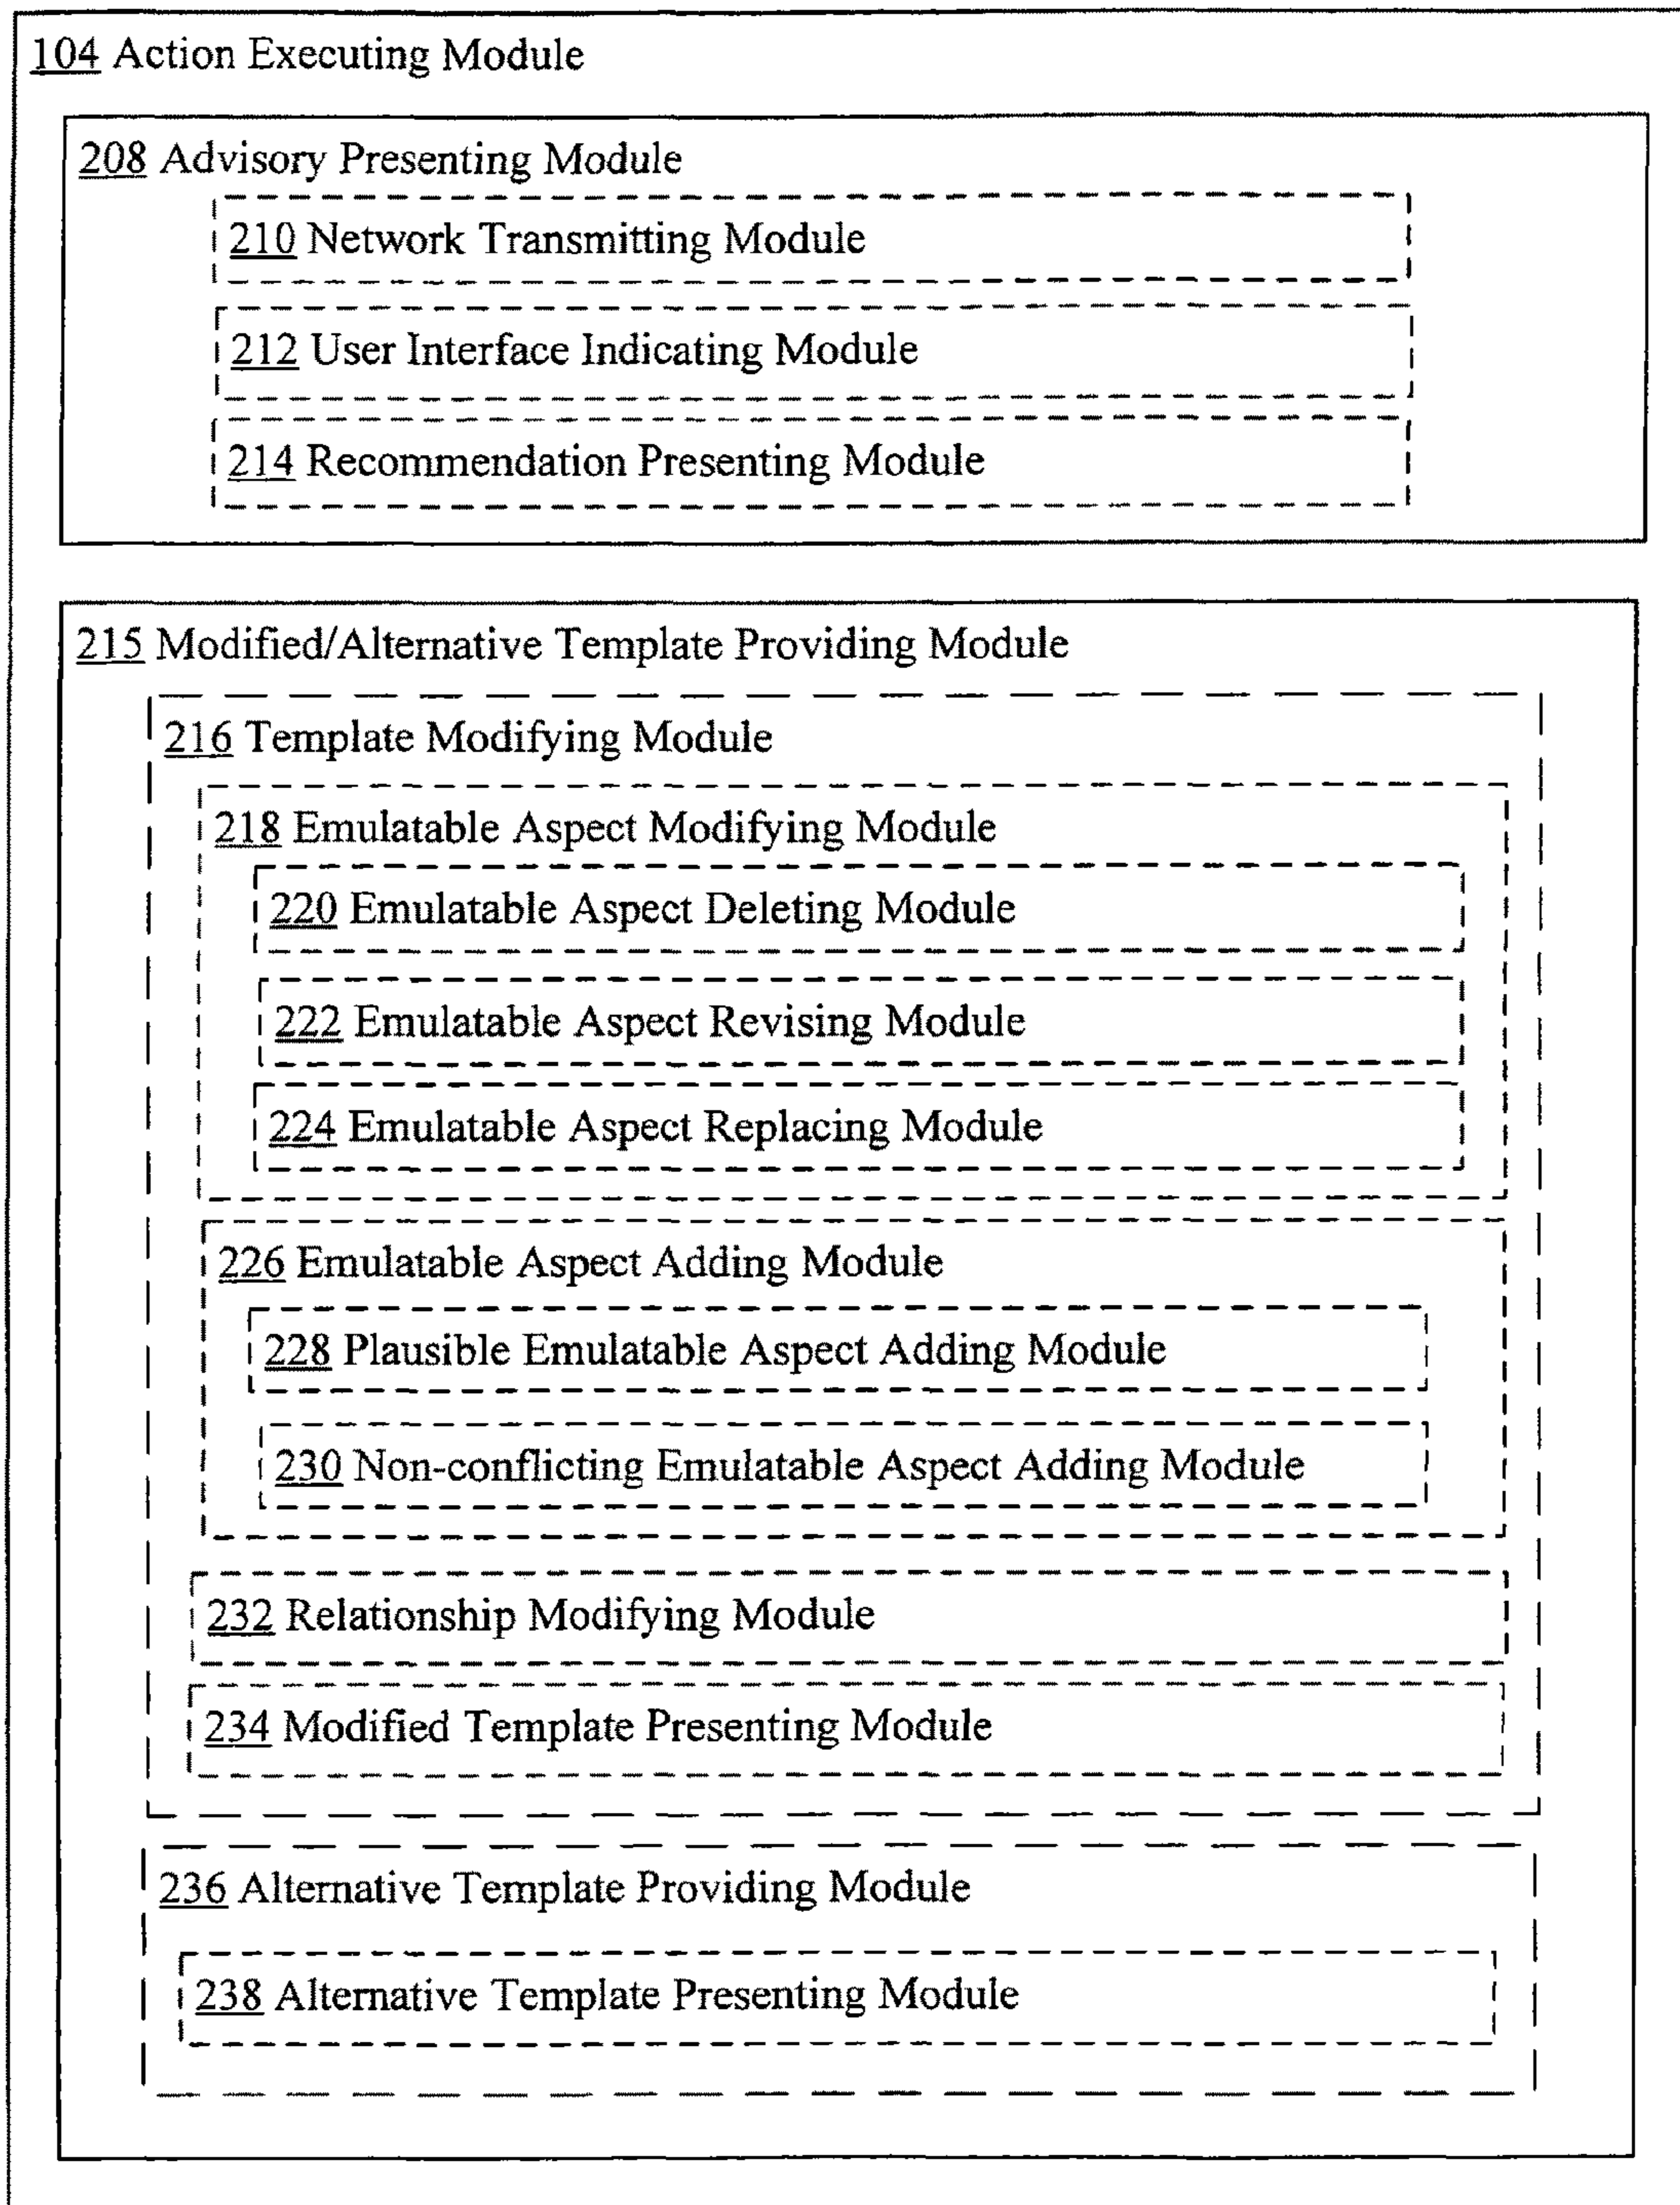 104 Action Executing Module
208 Advisory Presenting Module
210 Network Transmitting Module
212 User Interface Indicating Module
214 Recommendation Presenting Module
215 Modified/Alternative Template Providing Module
216 Template Modifying Module
218 Emulatable Aspect Modifying Module
220 Emulatable Aspect Deleting Module
222 Emulatable Aspect Revising Module
224 Emulatable Aspect Replacing Module
226 Emulatable Aspect Adding Module
228 Plausible Emulatable Aspect Adding Module
230 Non-conflicting Emulatable Aspect Adding Module
232 Relationship Modifying Module
234 Modified Template Presenting Module
236 Alternative Template Providing Module
238 Alternative Template Presenting Module